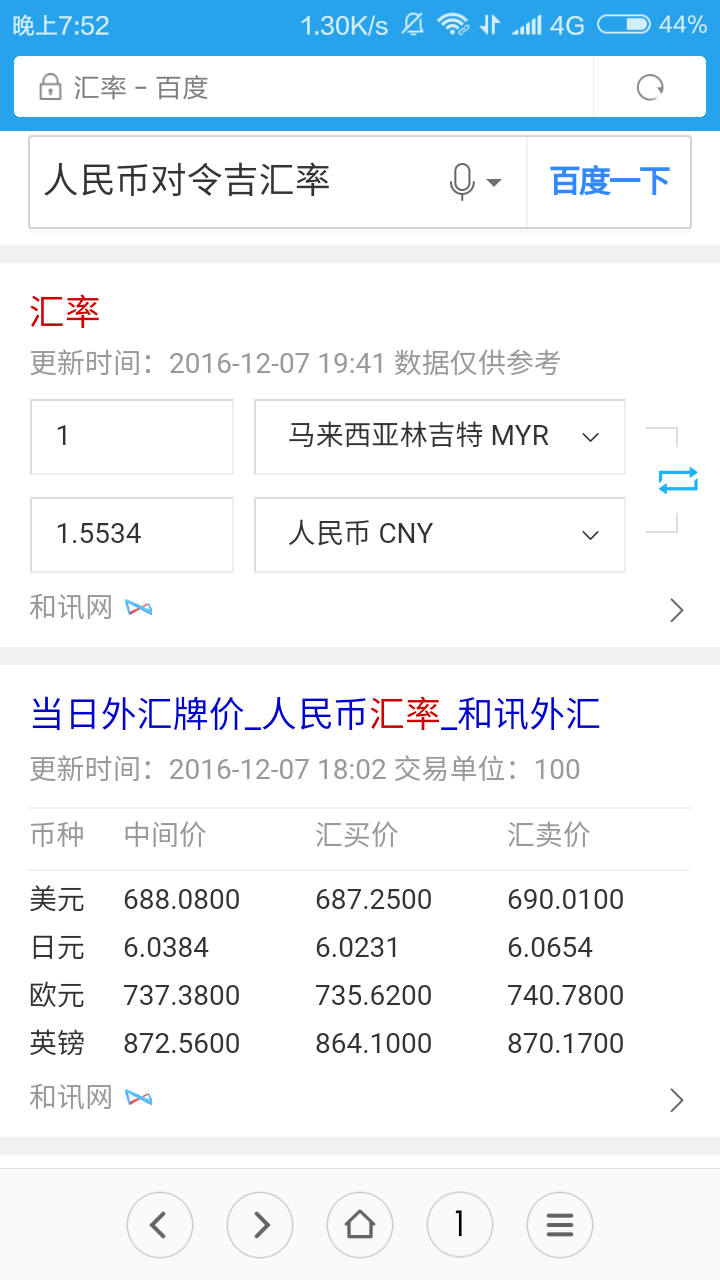 晚上7:52 1.30K/s 4G 44%
汇率 - 百度
人民币对令吉汇率 百度一下
汇率
更新时间：2016-12-07 19:41 数据仅供参考
1 马来西亚林吉特 MYR
1.5534 人民币 CNY
和讯网
当日外汇牌价_人民币汇率_和讯外汇
更新时间：2016-12-07 18:02 交易单位：100
币种 中间价 汇买价 汇卖价
美元 688.0800 687.2500 690.0100
日元 6.0384 6.0231 6.0654
欧元 737.3800 735.6200 740.7800
英镑 872.5600 864.1000 870.1700
和讯网
1